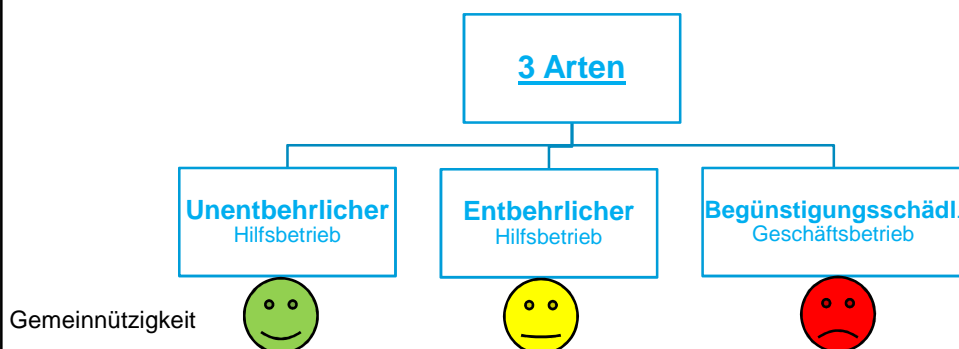 3 Arten
Unentbehrlicher
Hilfsbetrieb
Entbehrlicher
Hilfsbetrieb
Begünstigungsschädl.
Geschäftsbetrieb
Gemeinnützigkeit